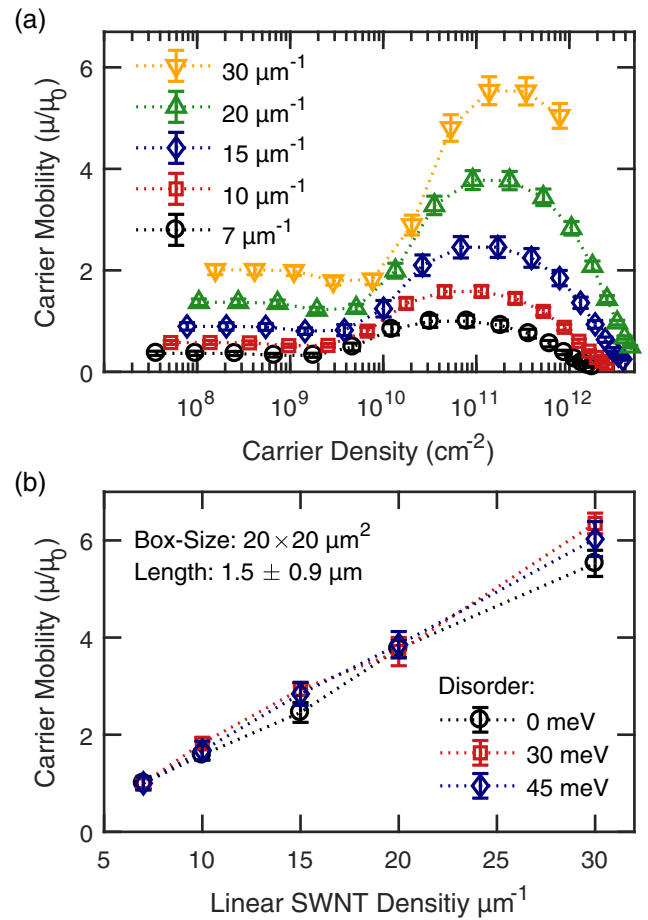 (a)
6
4
2
0
Carrier Mobility (μ/μ₀)
30 μm⁻¹
20 μm⁻¹
15 μm⁻¹
10 μm⁻¹
7 μm⁻¹
10⁸ 10⁹ 10¹⁰ 10¹¹ 10¹²
Carrier Density (cm⁻²)
(b)
6
4
2
0
Carrier Mobility (μ/μ₀)
Box-Size: 20×20 μm²
Length: 1.5 ± 0.9 μm
Disorder:
0 meV
30 meV
45 meV
5 10 15 20 25 30
Linear SWNT Densitiy μm⁻¹